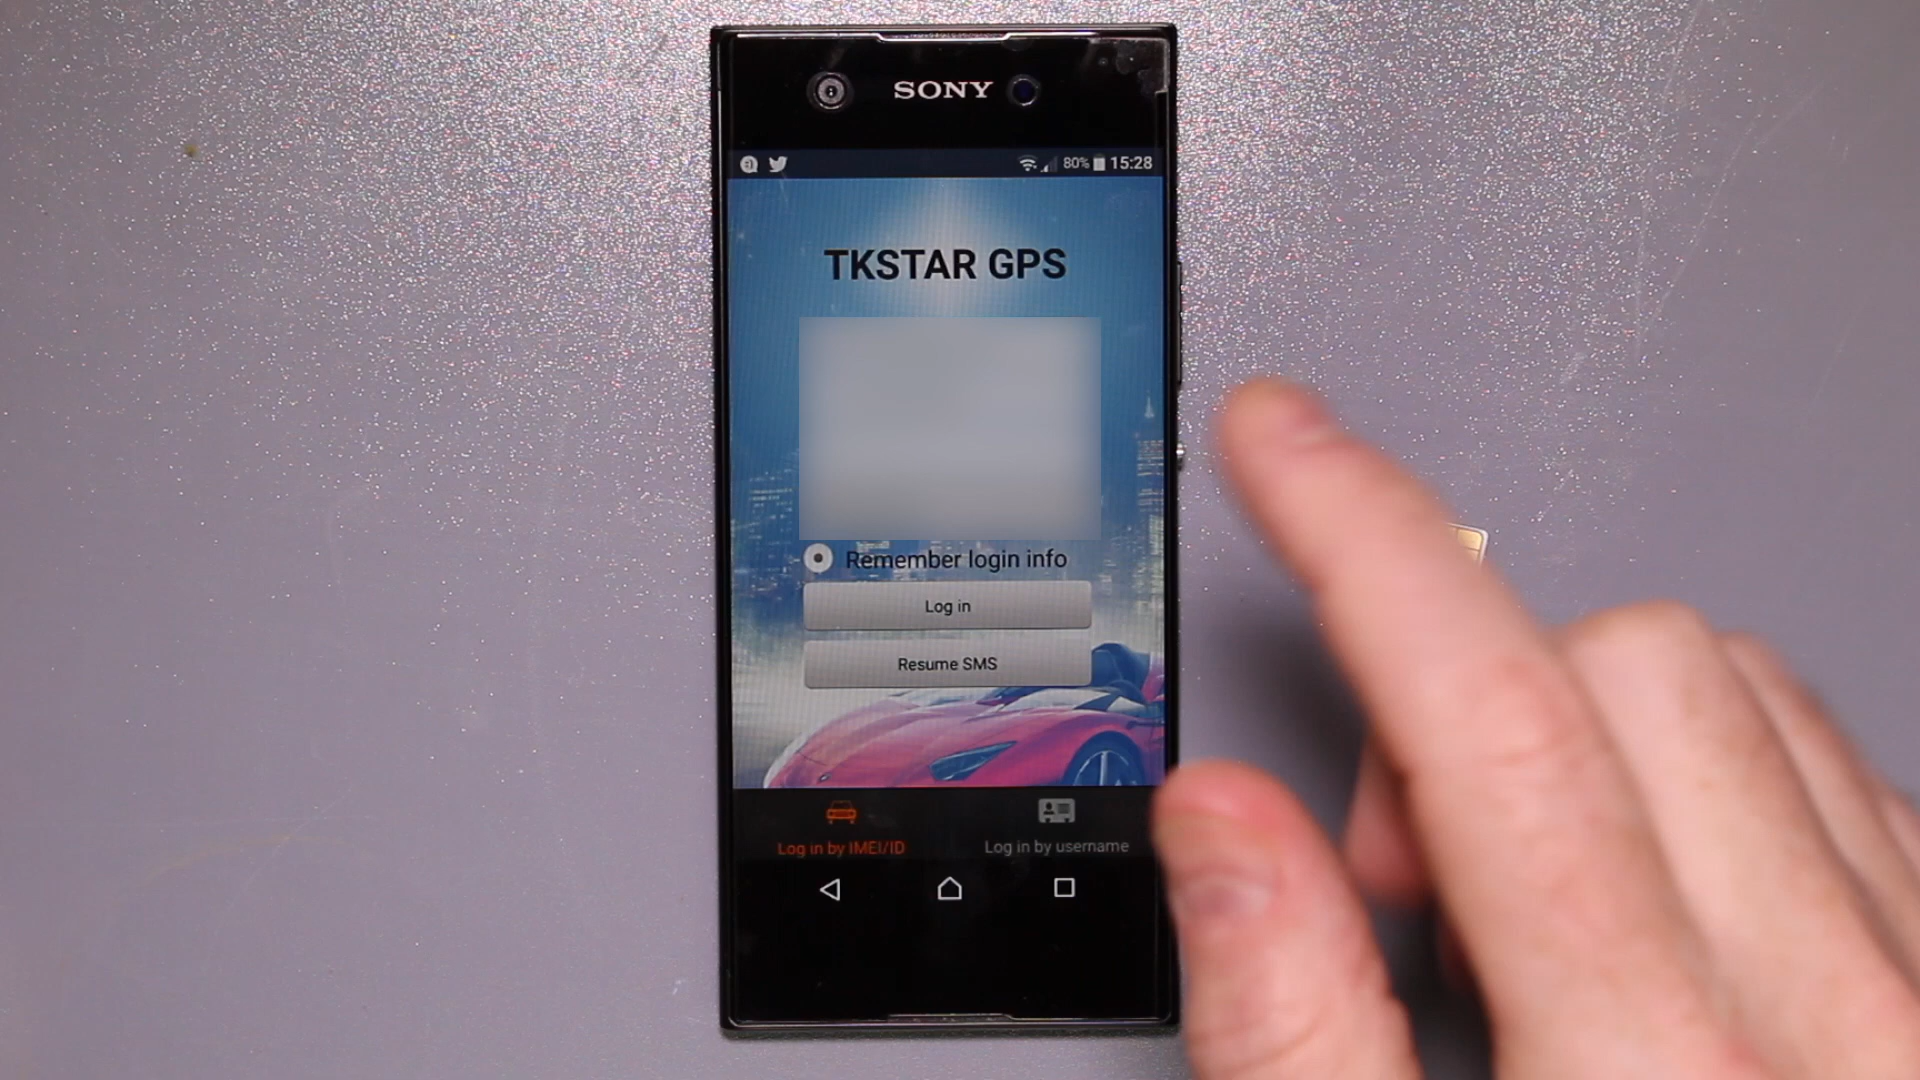 SONY
80% 15:28
TKSTAR GPS
Remember login info
Log in
Resume SMS
Log in by IMEI/ID
Log in by username